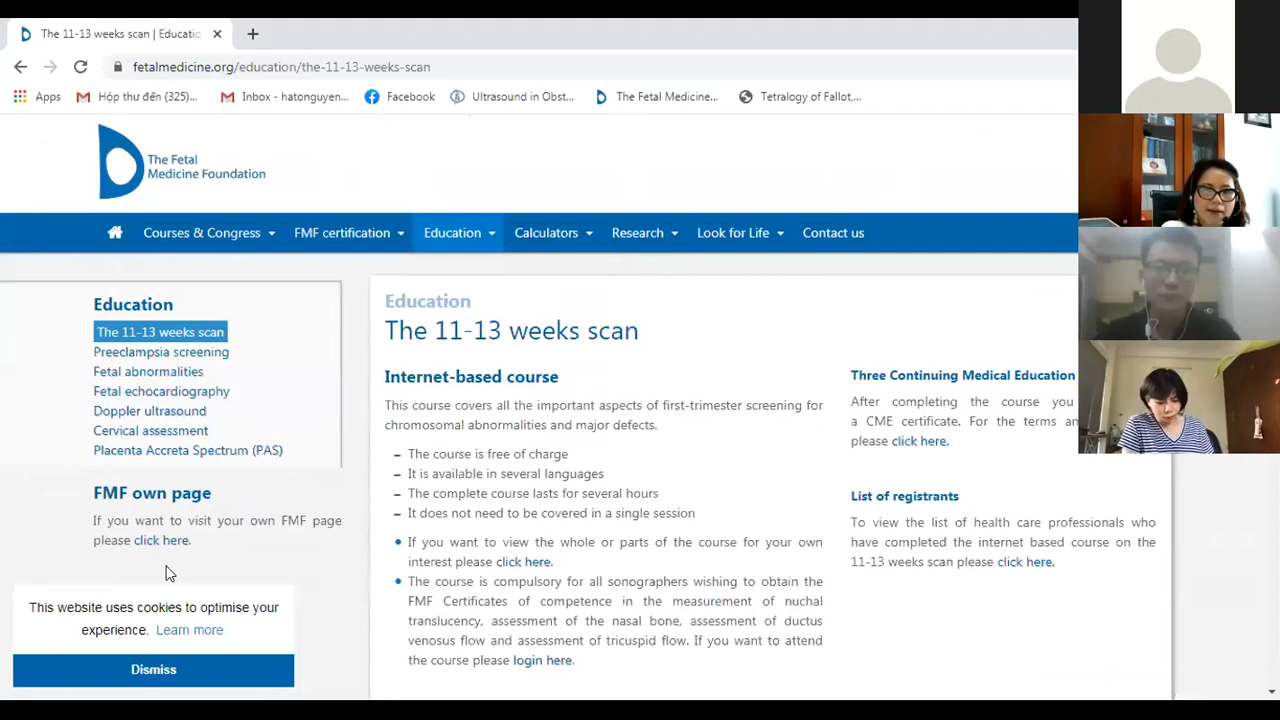 The 11-13 weeks scan | Educatio
fetalmedicine.org/education/the-11-13-weeks-scan
Apps
Hộp thư đến (325)...
Inbox - hatonguyen...
Facebook
Ultrasound in Obst...
The Fetal Medicine...
Tetralogy of Fallot,...
The Fetal
Medicine Foundation
Courses & Congress
FMF certification
Education
Calculators
Research
Look for Life
Contact us
Education
The 11-13 weeks scan
Preeclampsia screening
Fetal abnormalities
Fetal echocardiography
Doppler ultrasound
Cervical assessment
Placenta Accreta Spectrum (PAS)
FMF own page
If you want to visit your own FMF page
please click here.
This website uses cookies to optimise your
experience. Learn more
Dismiss
Education
The 11-13 weeks scan
Internet-based course
This course covers all the important aspects of first-trimester screening for
chromosomal abnormalities and major defects.
– The course is free of charge
– It is available in several languages
– The complete course lasts for several hours
– It does not need to be covered in a single session
• If you want to view the whole or parts of the course for your own
interest please click here.
• The course is compulsory for all sonographers wishing to obtain the
FMF Certificates of competence in the measurement of nuchal
translucency, assessment of the nasal bone, assessment of ductus
venosus flow and assessment of tricuspid flow. If you want to attend
the course please login here.
Three Continuing Medical Education
After completing the course you
a CME certificate. For the terms an
please click here.
List of registrants
To view the list of health care professionals who
have completed the internet based course on the
11-13 weeks scan please click here.